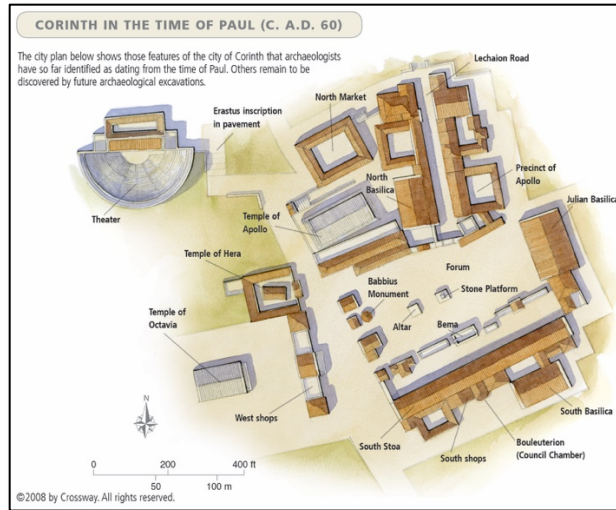 CORINTH IN THE TIME OF PAUL (C. A.D. 60)
The city plan below shows those features of the city of Corinth that archaeologists
have so far identified as dating from the time of Paul. Others remain to be
discovered by future archaeological excavations.
Lechaion Road
North Market
Erastus inscription
in pavement
Theater
North
Basilica
Precinct of
Apollo
Julian Basilica
Temple of
Apollo
Temple of Hera
Forum
Babbius
Monument
Stone Platform
Temple of
Octavia
Altar
Bema
N
West shops
South Stoa
South shops
South Basilica
Bouleuterion
(Council Chamber)
0 200 400 ft
50 100 m
©2008 by Crossway. All rights reserved.